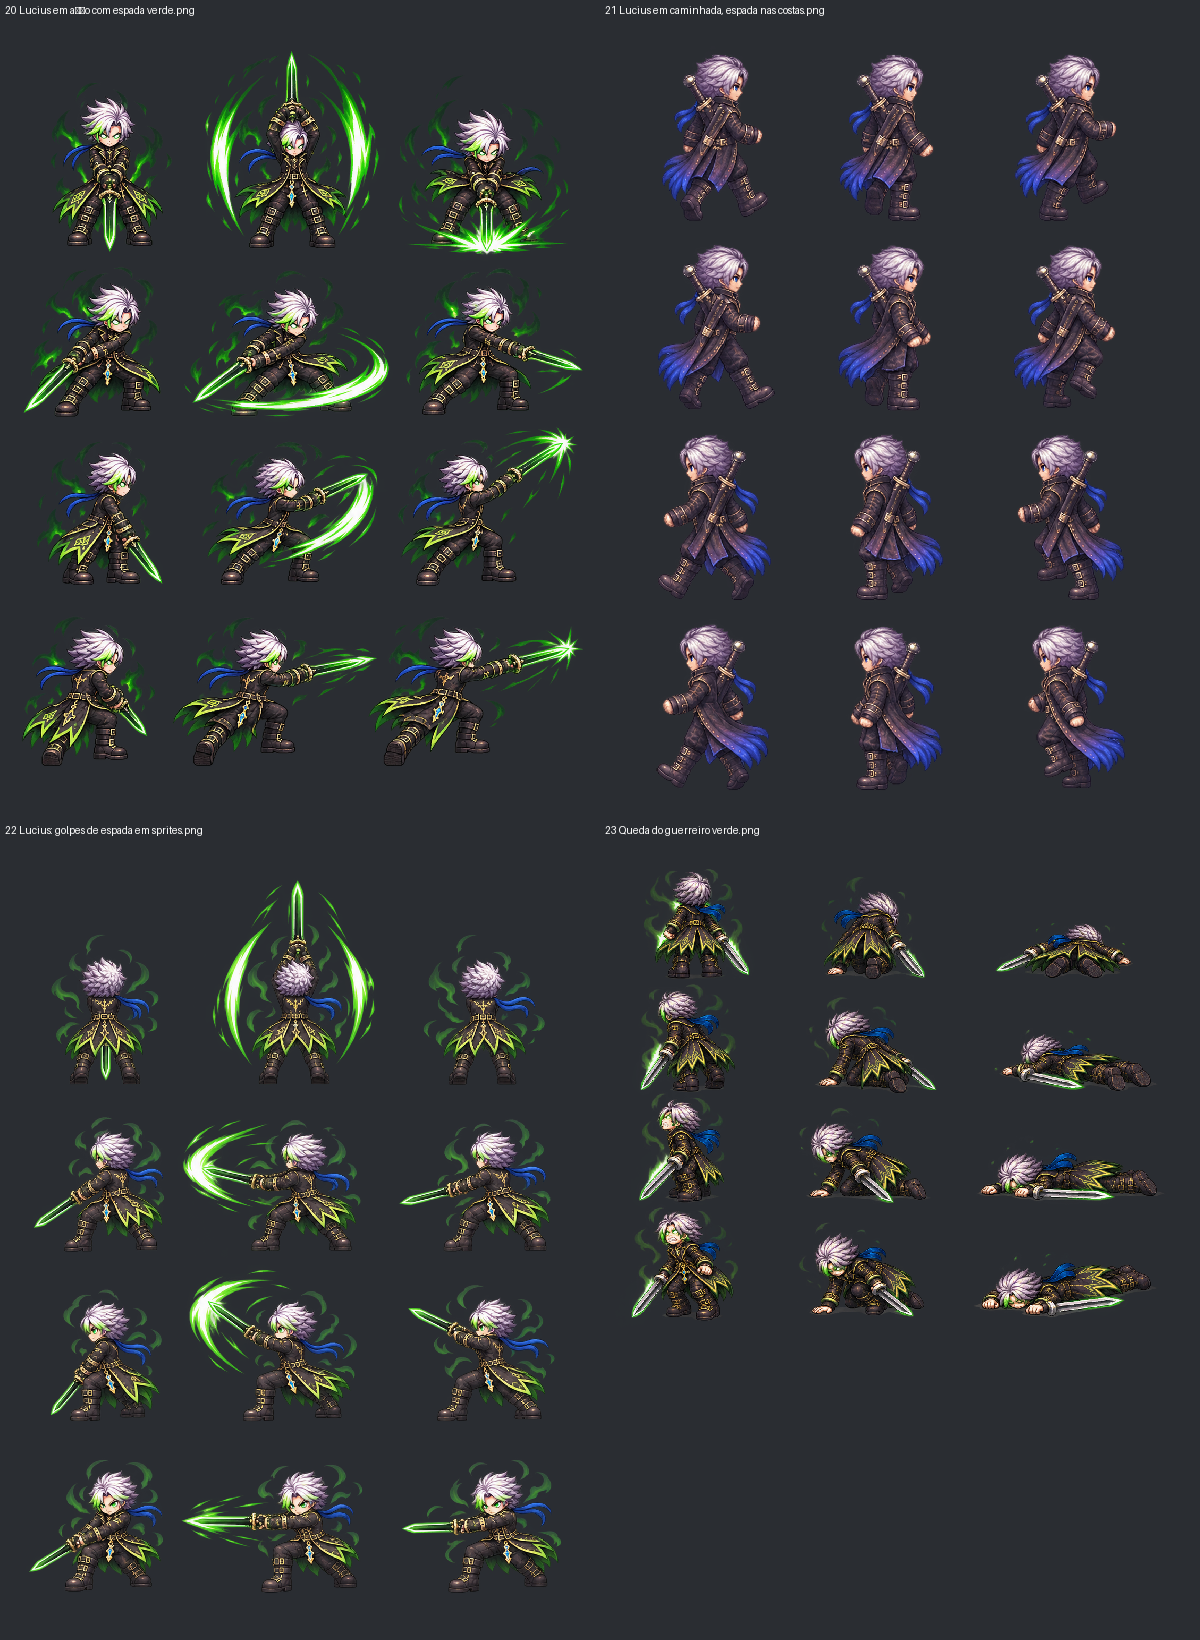 20 Lucius em a▯▯o com espada verde.png
21 Lucius em caminhada, espada nas costas.png
22 Lucius: golpes de espada em sprites.png
23 Queda do guerreiro verde.png